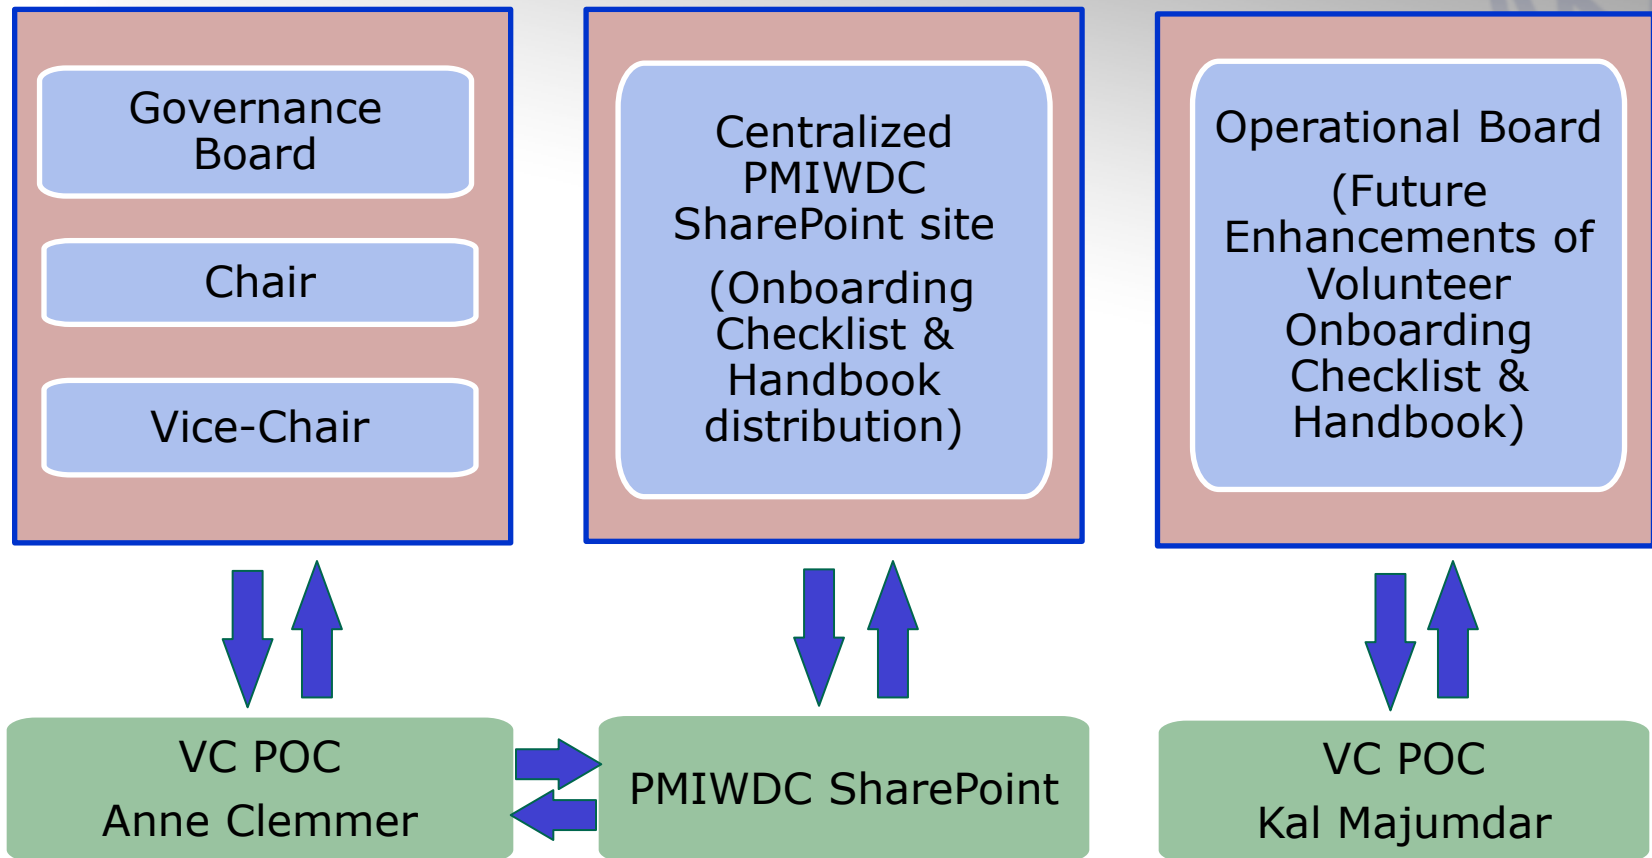 Governance
Board
Chair
Vice-Chair
Centralized
PMIWDC
SharePoint site
(Onboarding
Checklist &
Handbook
distribution)
Operational Board
(Future
Enhancements of
Volunteer
Onboarding
Checklist &
Handbook)
VC POC
Anne Clemmer
PMIWDC SharePoint
VC POC
Kal Majumdar